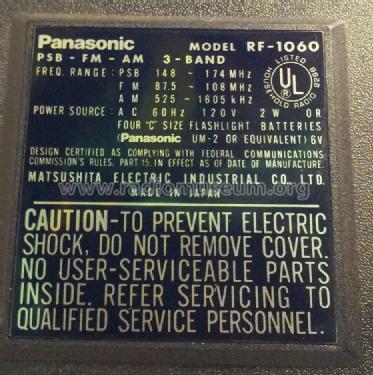 Panasonic MODEL RF-1060
PSB-FM-AM 3-BAND
FREQ. RANGE: PSB 148 ~ 174MHz
FM 87.5 ~ 108MHz
AM 525 ~ 1605kHz
POWER SOURCE: AC 60Hz 120V 2W OR
FOUR "C" SIZE FLASHLIGHT BATTERIES
(Panasonic UM-2 OR EQUIVALENT) 6V
DESIGN CERTIFIED AS COMPLYING WITH FEDERAL COMMUNICATIONS
COMMISSION'S RULES. PART 15. IN EFFECT AS OF DATE OF MANUFACTURE
MATSUSHITA ELECTRIC INDUSTRIAL CO., LTD.
MADE IN JAPAN
LISTED
UL
HOUSEHOLD RADIO
www.radiomuseum.org
CAUTION-TO PREVENT ELECTRIC
SHOCK, DO NOT REMOVE COVER.
NO USER-SERVICEABLE PARTS
INSIDE. REFER SERVICING TO
QUALIFIED SERVICE PERSONNEL.